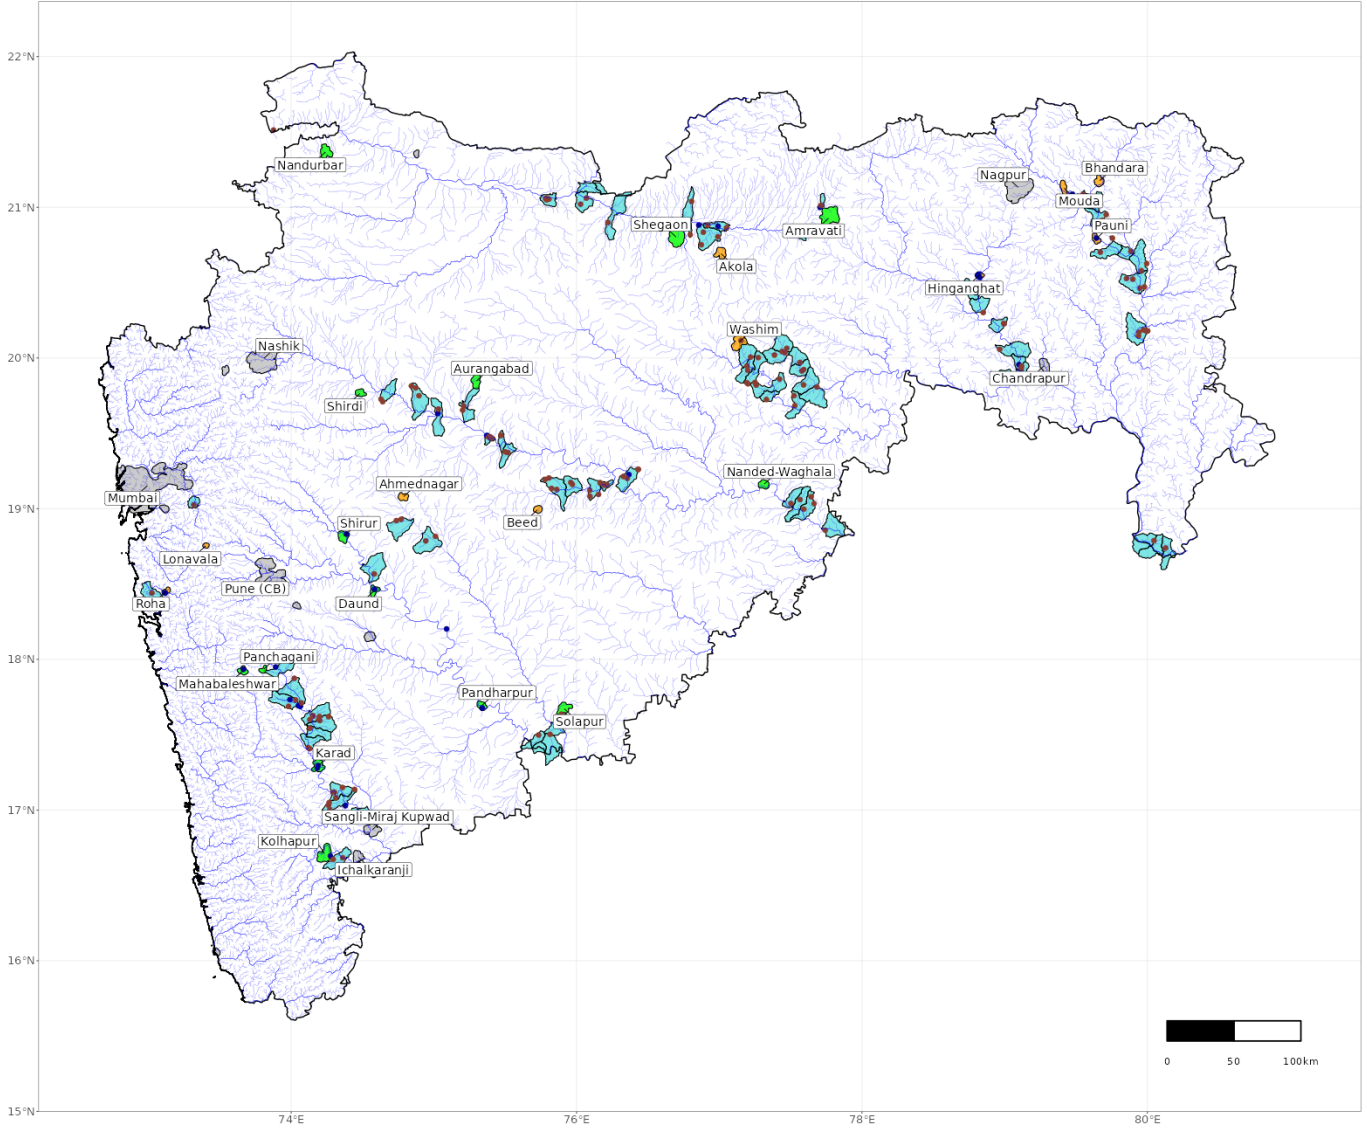 22°N
21°N
20°N
19°N
18°N
17°N
16°N
15°N
74°E
76°E
78°E
80°E
Nandurbar
Nagpur
Bhandara
Mouda
Pauni
Shegaon
Amravati
Akola
Hinganghat
Washim
Nashik
Aurangabad
Chandrapur
Shirdi
Nanded-Waghala
Ahmednagar
Mumbai
Beed
Shirur
Lonavala
Pune (CB)
Roha
Daund
Panchagani
Mahabaleshwar
Pandharpur
Solapur
Karad
Sangli-Miraj Kupwad
Kolhapur
Ichalkaranji
0 50 100km